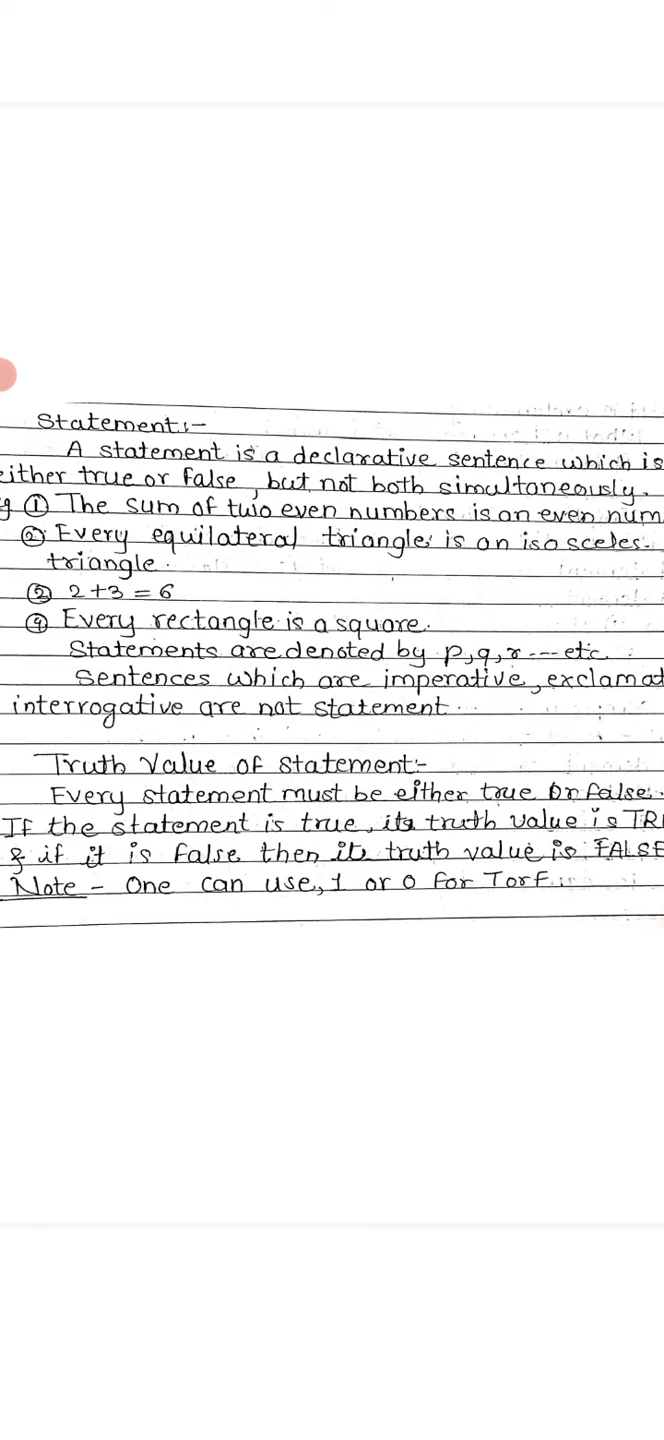 Statement:-
A statement is a declarative sentence which is
either true or false, but not both simultaneously.
g ① The sum of two even numbers is an even num
② Every equilateral triangle is an isosceles
triangle.
③ 2+3 = 6
④ Every rectangle is a square.
Statements are denoted by p,q,r --- etc
Sentences which are imperative, exclamat
interrogative are not statement.
Truth Value of Statement:-
Every statement must be either true or false.
If the statement is true, its truth value is TR
& if it is false then its truth value is FALSE
Note - One can use, 1 or 0 for T or F.